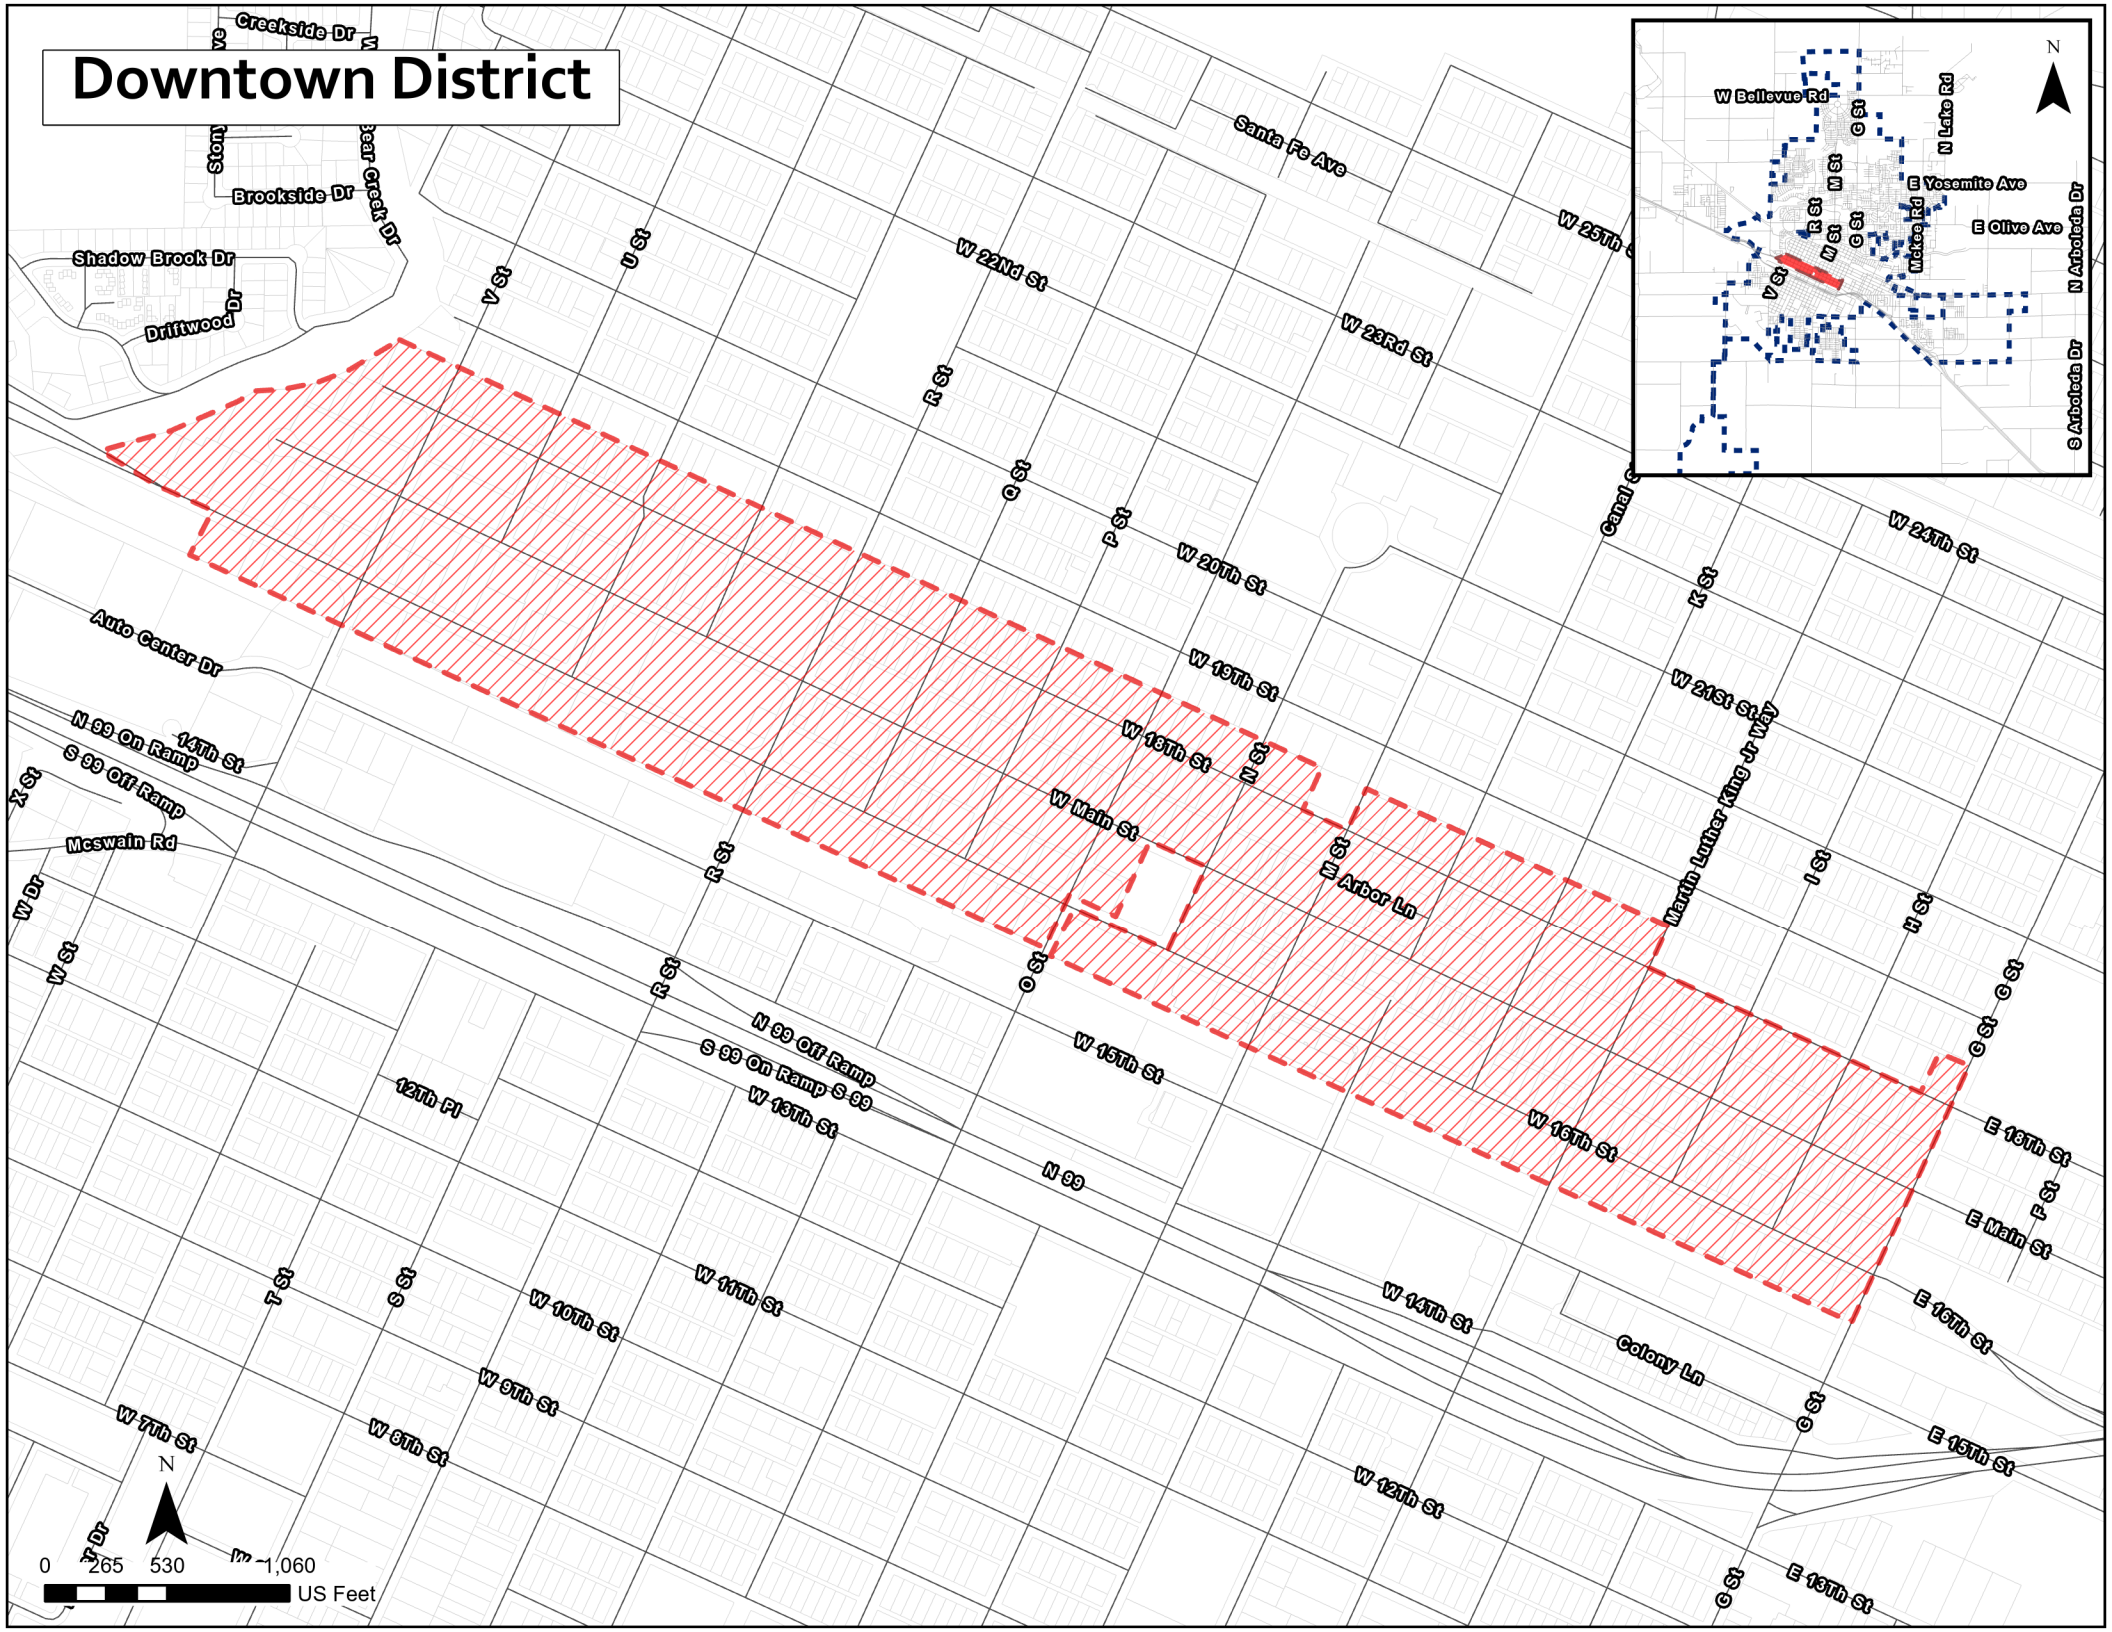 Downtown District
Creekside Dr
Stony
ve
W
Bear Creek Dr
Brookside Dr
Shadow Brook Dr
Driftwood Dr
V St
U St
Santa Fe Ave
W 22Nd St
W 25Th S
W 23Rd St
R St
Q St
P St
W 20Th St
Canal S
W 24Th St
K St
W 19Th St
W 21St St
Martin Luther King Jr Way
W 18Th St
N St
W Main St
M St
Arbor Ln
I St
H St
G St
G St
Auto Center Dr
N 99 On Ramp
14Th St
S 99 Off Ramp
X St
Mcswain Rd
W Dr
W St
R St
R St
O St
N 99 Off Ramp
S 99 On Ramp S 99
W 13Th St
W 15Th St
W 16Th St
E 18Th St
F St
E Main St
E 16Th St
12Th Pl
N 99
T St
S St
W 11Th St
W 10Th St
W 14Th St
Colony Ln
W 9Th St
W 8Th St
W 7Th St
G St
E 15Th St
W 12Th St
G St
E 13Th St
r Dr
W
N
0 265 530 1,060
US Feet
N
W Bellevue Rd
G St
N Lake Rd
M St
E Yosemite Ave
R St
M St
G St
Mckee Rd
E Olive Ave
N Arboleda Dr
V St
S Arboleda Dr